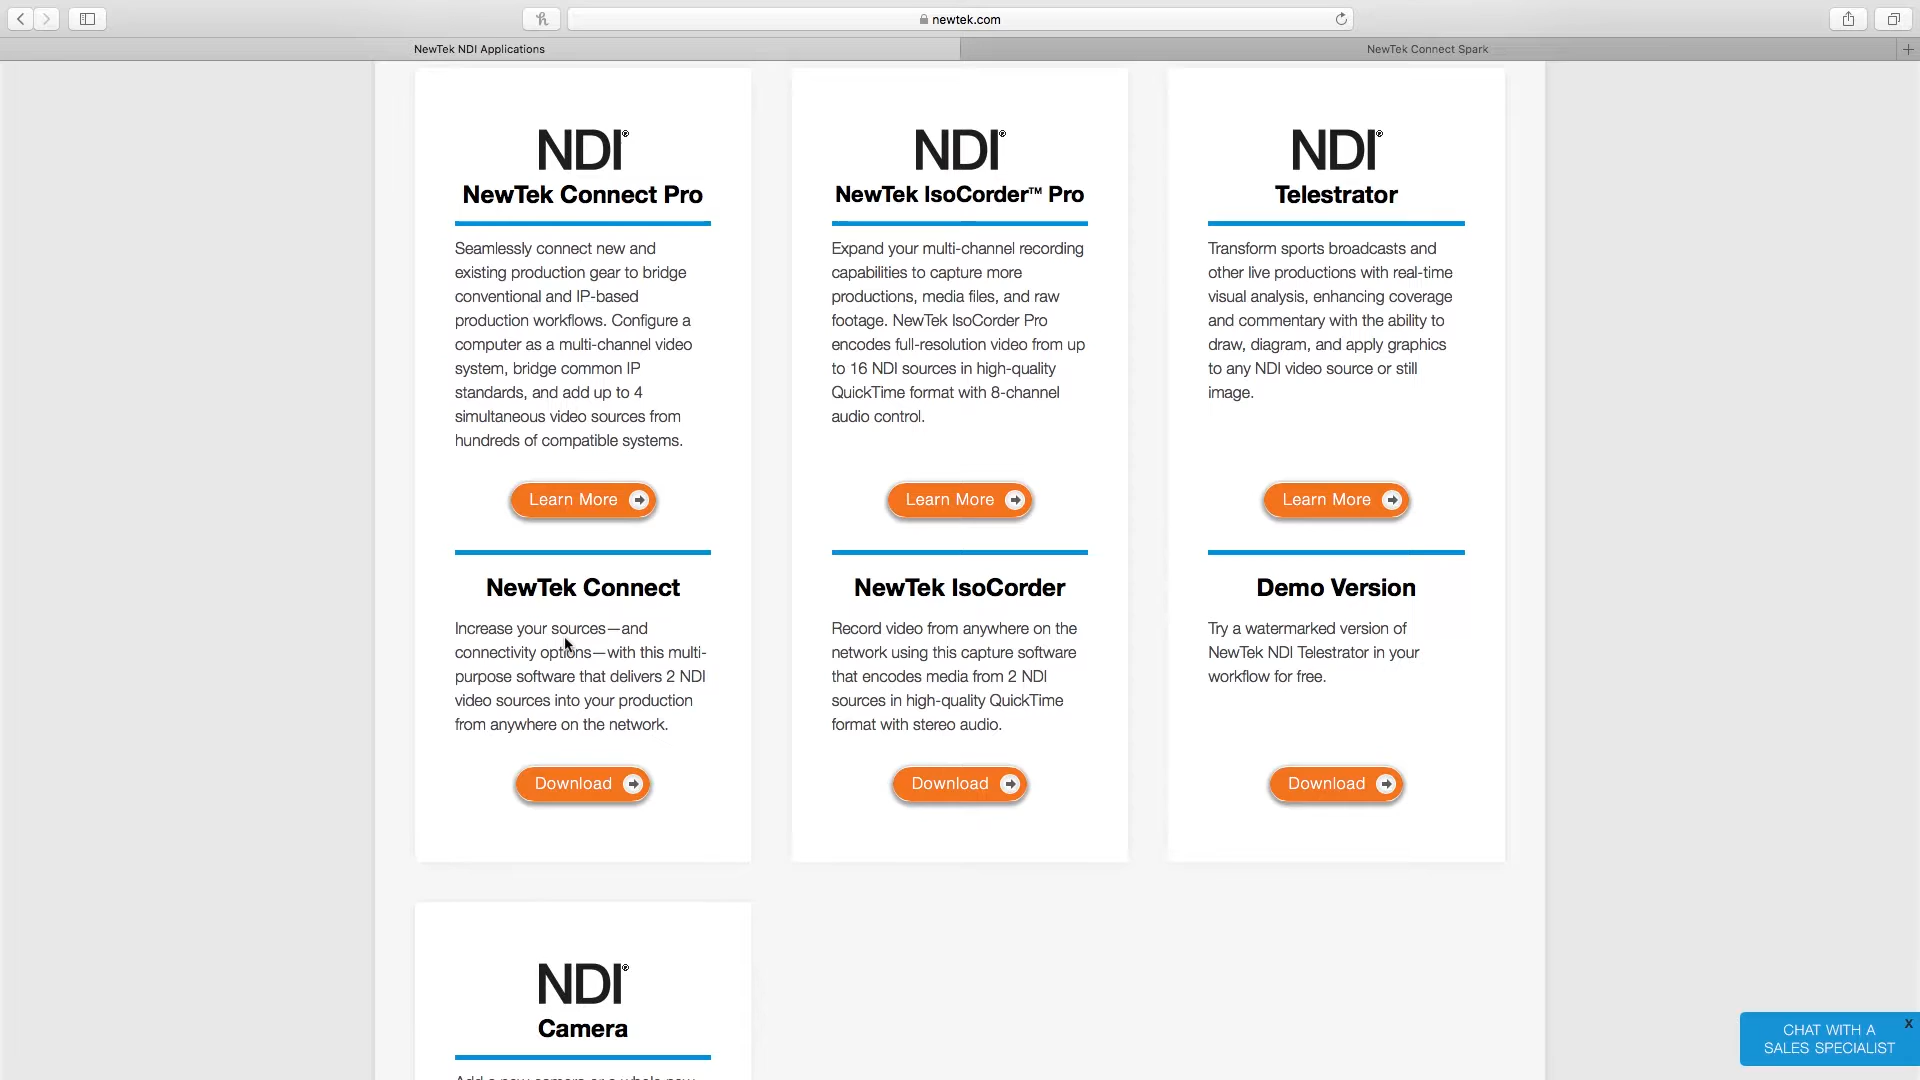 newtek.com
NewTek NDI Applications
NewTek Connect Spark
NDI®
NewTek Connect Pro
Seamlessly connect new and
existing production gear to bridge
conventional and IP-based
production workflows. Configure a
computer as a multi-channel video
system, bridge common IP
standards, and add up to 4
simultaneous video sources from
hundreds of compatible systems.
Learn More
NewTek Connect
Increase your sources—and
connectivity options—with this multi-
purpose software that delivers 2 NDI
video sources into your production
from anywhere on the network.
Download
NDI®
NewTek IsoCorder™ Pro
Expand your multi-channel recording
capabilities to capture more
productions, media files, and raw
footage. NewTek IsoCorder Pro
encodes full-resolution video from up
to 16 NDI sources in high-quality
QuickTime format with 8-channel
audio control.
Learn More
NewTek IsoCorder
Record video from anywhere on the
network using this capture software
that encodes media from 2 NDI
sources in high-quality QuickTime
format with stereo audio.
Download
NDI®
Telestrator
Transform sports broadcasts and
other live productions with real-time
visual analysis, enhancing coverage
and commentary with the ability to
draw, diagram, and apply graphics
to any NDI video source or still
image.
Learn More
Demo Version
Try a watermarked version of
NewTek NDI Telestrator in your
workflow for free.
Download
NDI®
Camera
CHAT WITH A
SALES SPECIALIST
X